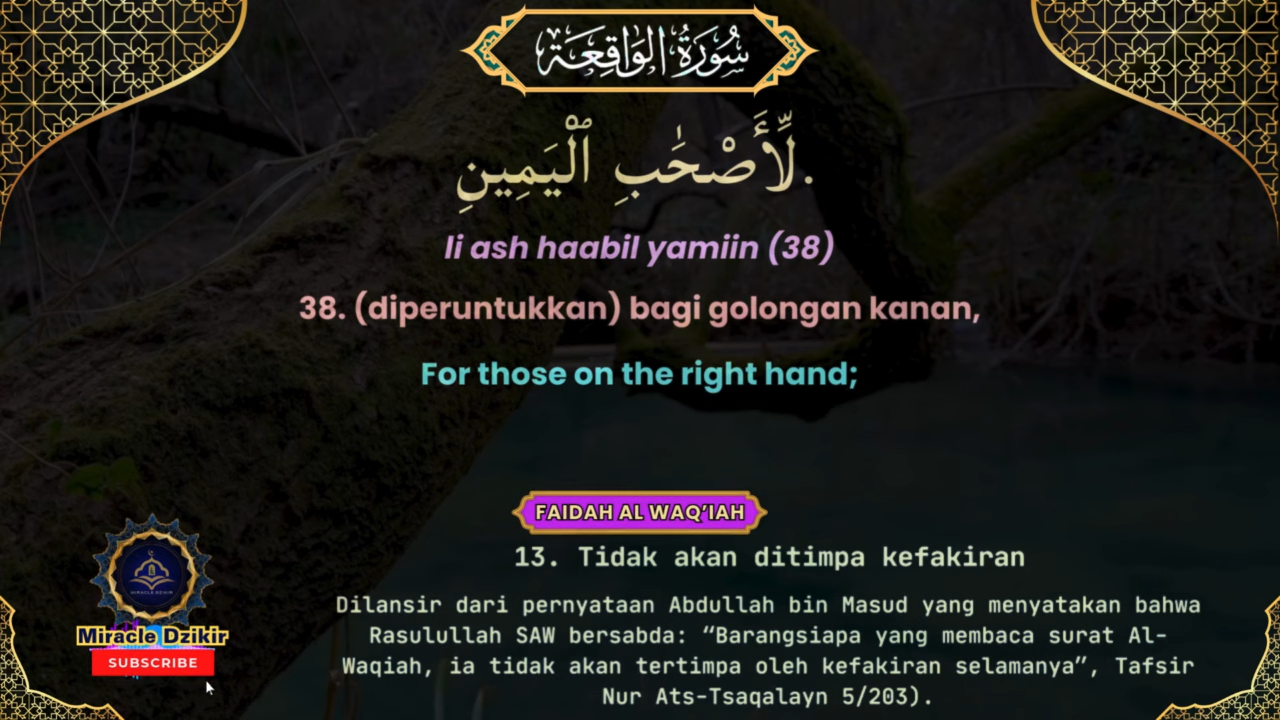 سُورَةُ الوَاقِعَة
لِّأَصْحَٰبِ ٱلْيَمِينِ.
li ash haabil yamiin (38)
38. (diperuntukkan) bagi golongan kanan,
For those on the right hand;
FAIDAH AL WAQ’IAH
13. Tidak akan ditimpa kefakiran
Dilansir dari pernyataan Abdullah bin Masud yang menyatakan bahwa
Rasulullah SAW bersabda: “Barangsiapa yang membaca surat Al-
Waqiah, ia tidak akan tertimpa oleh kefakiran selamanya”, Tafsir
Nur Ats-Tsaqalayn 5/203).
MIRACLE DZIKIR
Miracle Dzikir
SUBSCRIBE